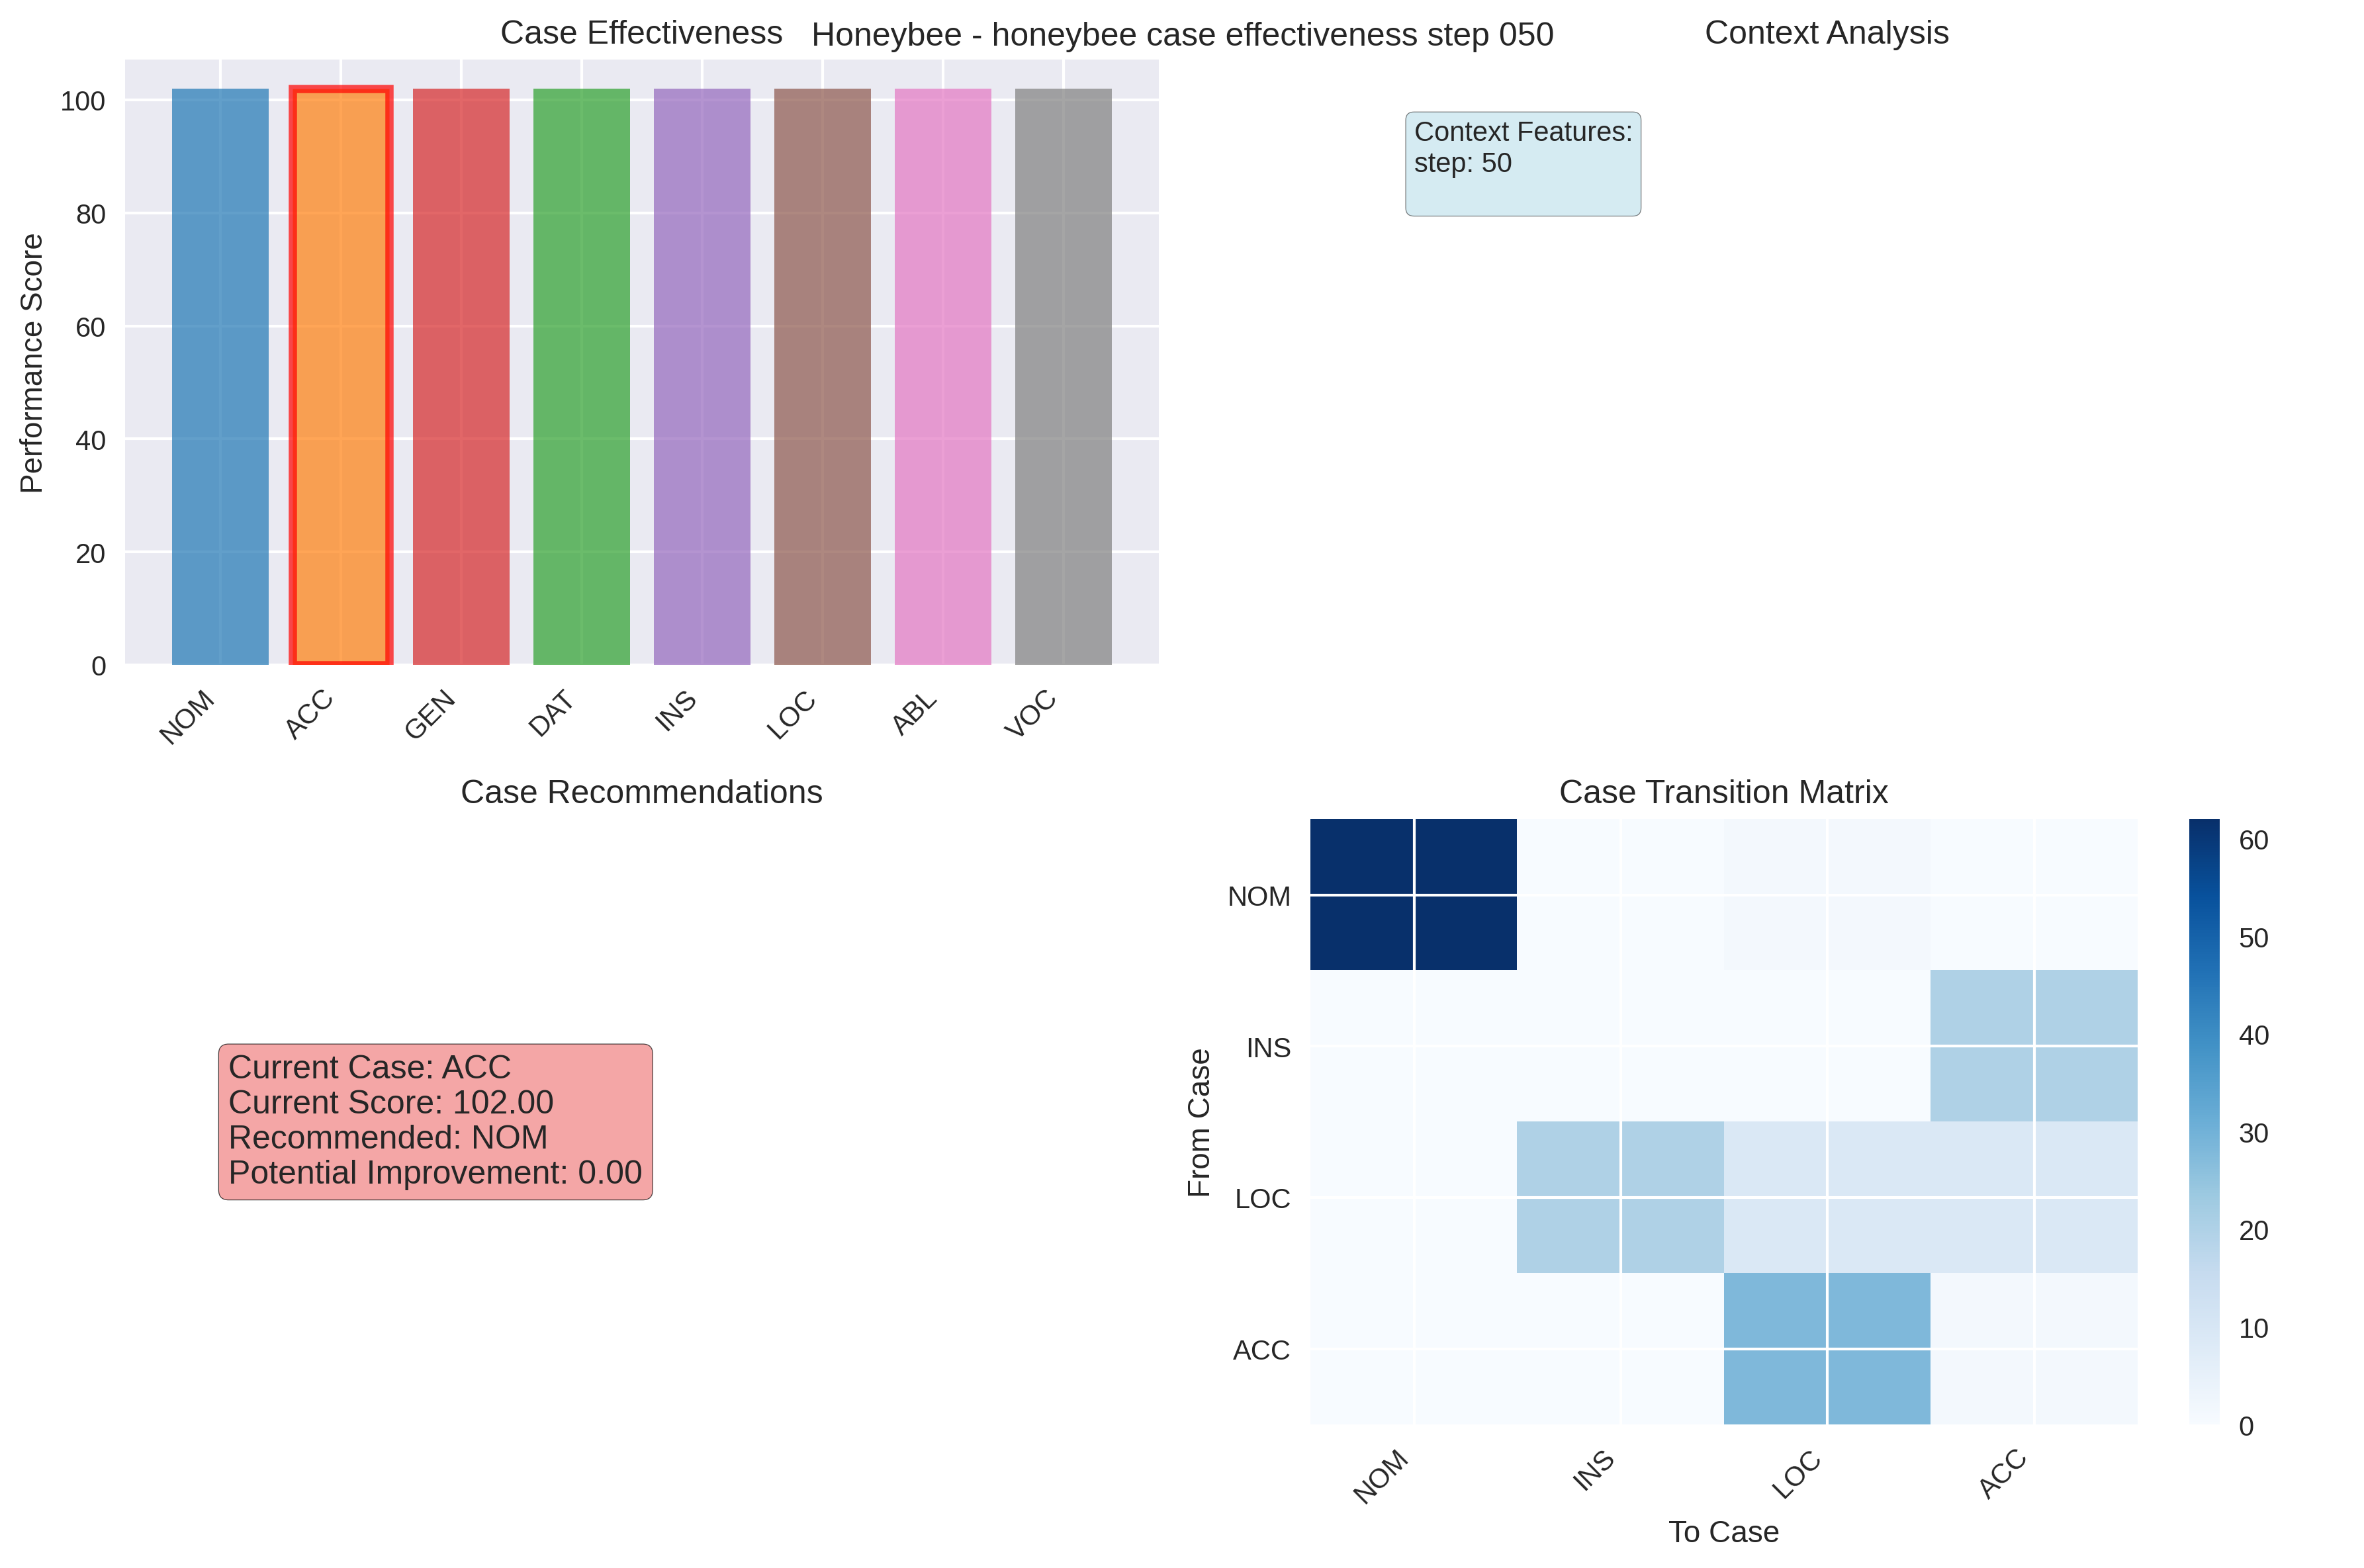 Case Effectiveness
Honeybee - honeybee case effectiveness step 050
Context Analysis
Performance Score
100
80
60
40
20
0
NOM
ACC
GEN
DAT
INS
LOC
ABL
VOC
Context Features:
step: 50
Case Recommendations
Current Case: ACC
Current Score: 102.00
Recommended: NOM
Potential Improvement: 0.00
Case Transition Matrix
From Case
NOM
INS
LOC
ACC
NOM
INS
LOC
ACC
To Case
60
50
40
30
20
10
0